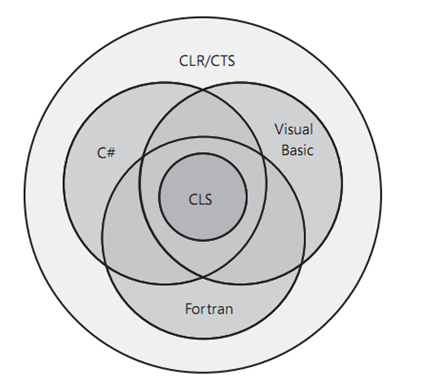 CLR/CTS
C#
Visual
Basic
CLS
Fortran